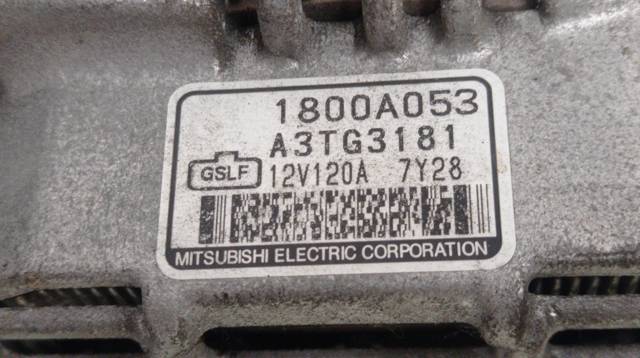 1800A053
A3TG3181
GSLF 12V120A 7Y28
MITSUBISHI ELECTRIC CORPORATION